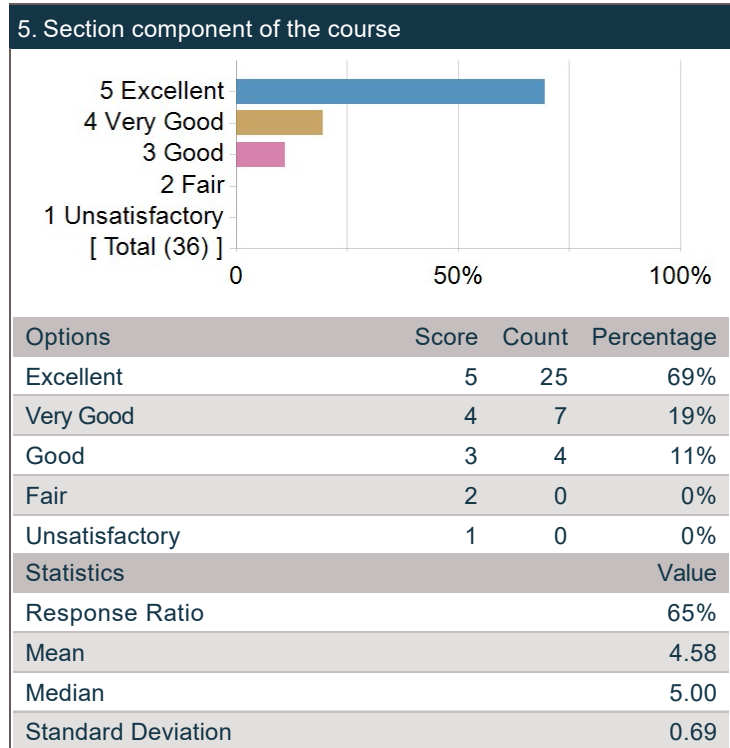 5. Section component of the course
5 Excellent
4 Very Good
3 Good
2 Fair
1 Unsatisfactory
[ Total (36) ]
0 50% 100%
Options Score Count Percentage
Excellent 5 25 69%
Very Good 4 7 19%
Good 3 4 11%
Fair 2 0 0%
Unsatisfactory 1 0 0%
Statistics Value
Response Ratio 65%
Mean 4.58
Median 5.00
Standard Deviation 0.69